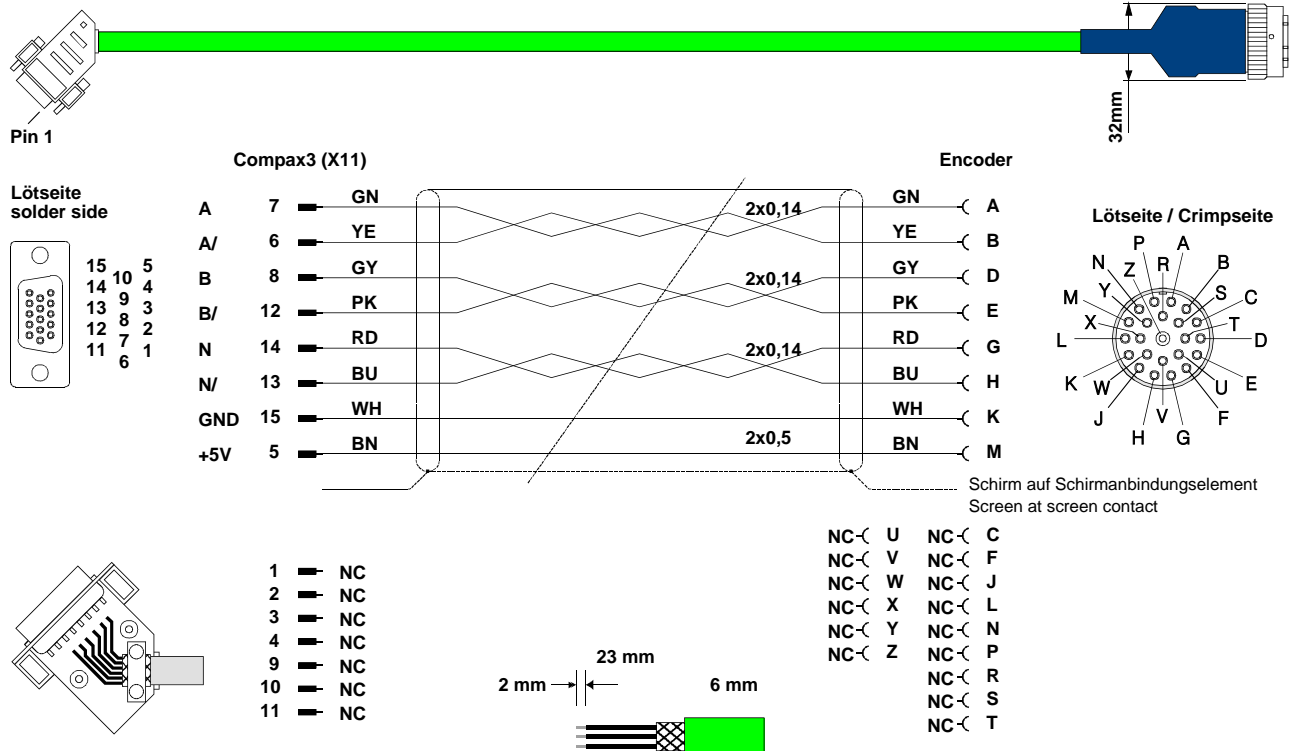 32mm
Pin 1
Compax3 (X11)
Encoder
Lötseite
solder side
15 10 5
14 9 4
13 8 3
12 7 2
11 6 1
A 7 GN 2x0,14 GN A
A/ 6 YE YE B
B 8 GY 2x0,14 GY D
B/ 12 PK PK E
N 14 RD 2x0,14 RD G
N/ 13 BU BU H
GND 15 WH WH K
+5V 5 BN 2x0,5 BN M
Lötseite / Crimpseite
P A
N Z R B
M Y S C
X T
L D
K W U E
J V F
H G
Schirm auf Schirmanbindungselement
Screen at screen contact
NC U NC C
NC V NC F
NC W NC J
NC X NC L
NC Y NC N
NC Z NC P
NC R
NC S
NC T
1 NC
2 NC
3 NC
4 NC
9 NC
10 NC
11 NC
23 mm
2 mm 6 mm